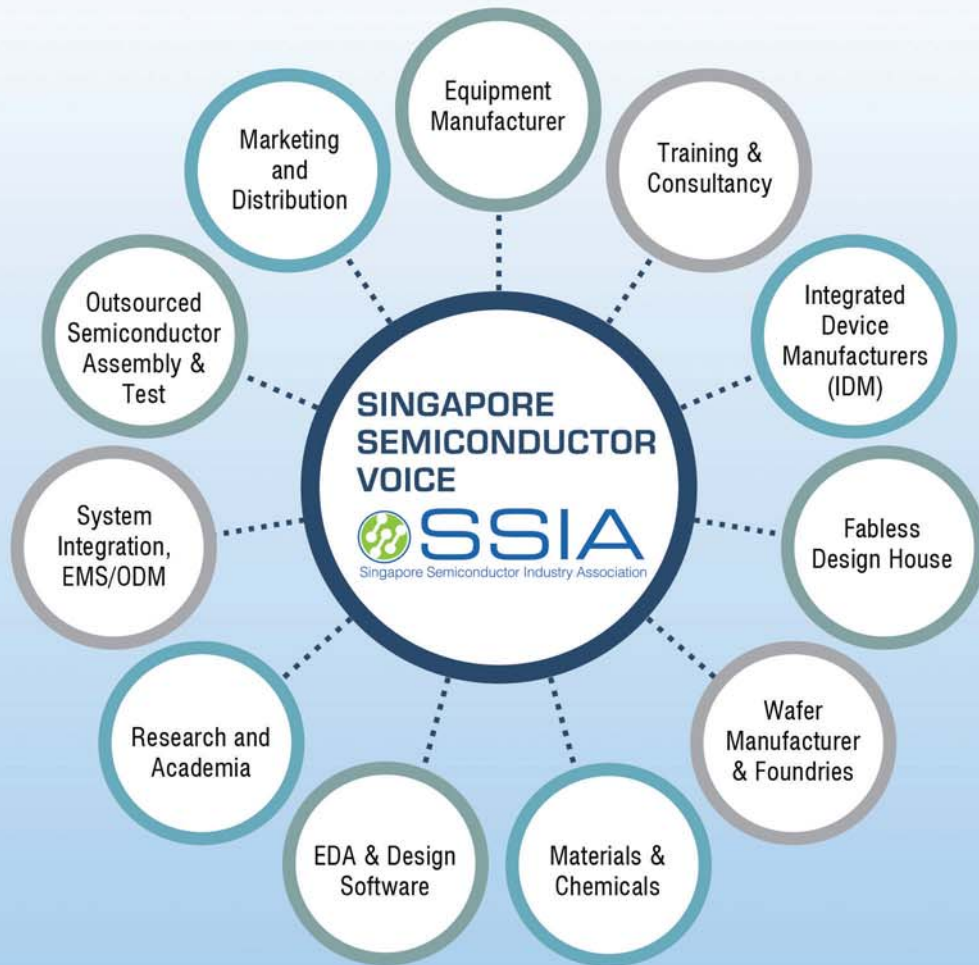 Equipment
Manufacturer
Training &
Consultancy
Integrated
Device
Manufacturers
(IDM)
Fabless
Design House
Wafer
Manufacturer
& Foundries
Materials &
Chemicals
EDA & Design
Software
Research and
Academia
System
Integration,
EMS/ODM
Outsourced
Semiconductor
Assembly &
Test
Marketing
and
Distribution
SINGAPORE
SEMICONDUCTOR
VOICE
SSIA
Singapore Semiconductor Industry Association